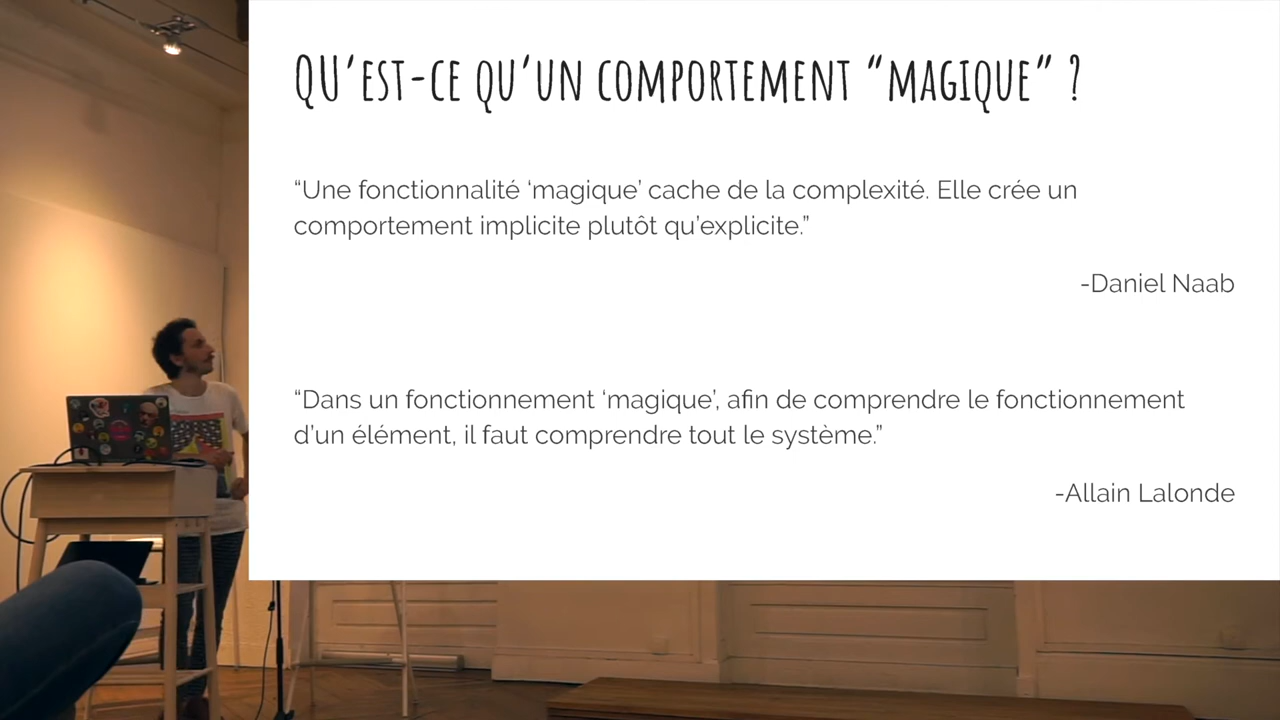 QU'EST-CE QU'UN COMPORTEMENT “MAGIQUE” ?
“Une fonctionnalité ‘magique’ cache de la complexité. Elle crée un
comportement implicite plutôt qu’explicite.”
-Daniel Naab
“Dans un fonctionnement ‘magique’, afin de comprendre le fonctionnement
d’un élément, il faut comprendre tout le système.”
-Allain Lalonde